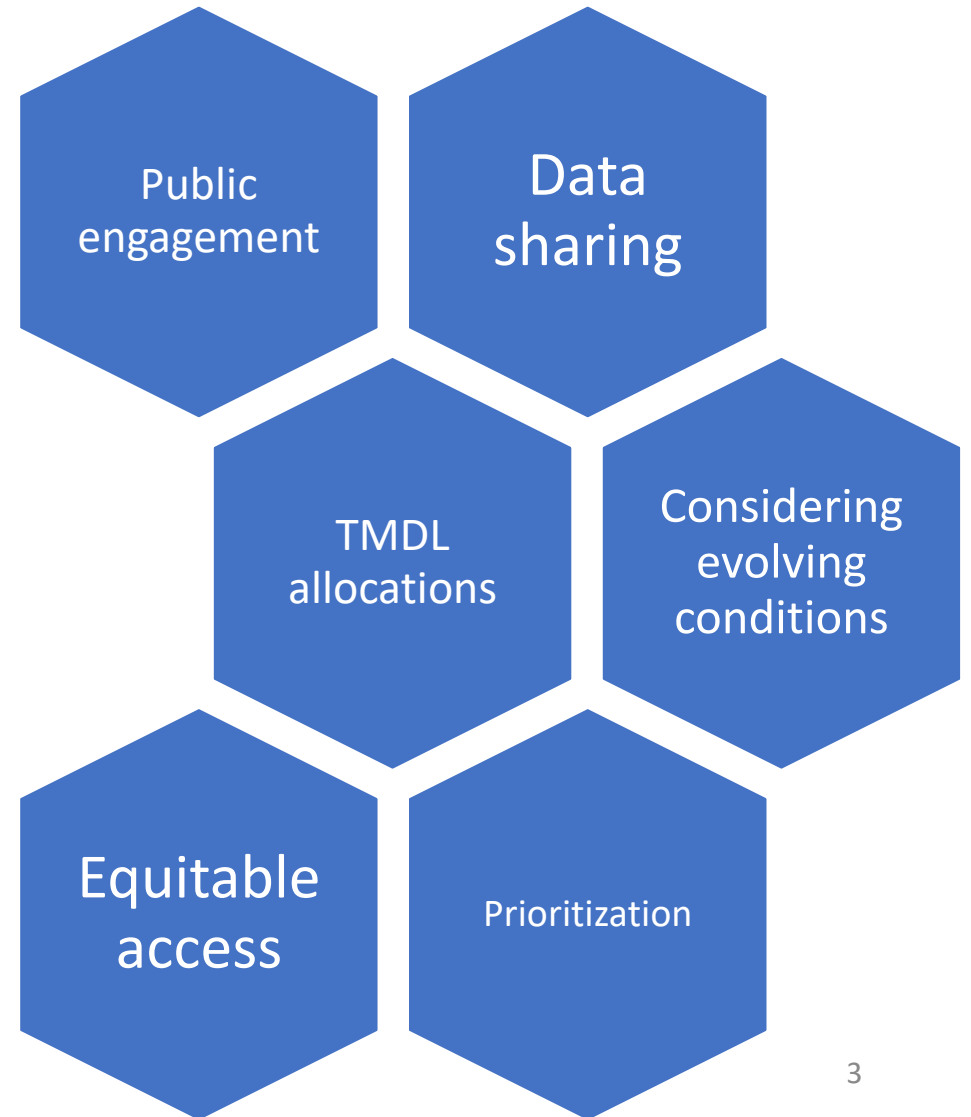 Public
engagement
Data
sharing
TMDL
allocations
Considering
evolving
conditions
Equitable
access
Prioritization
3